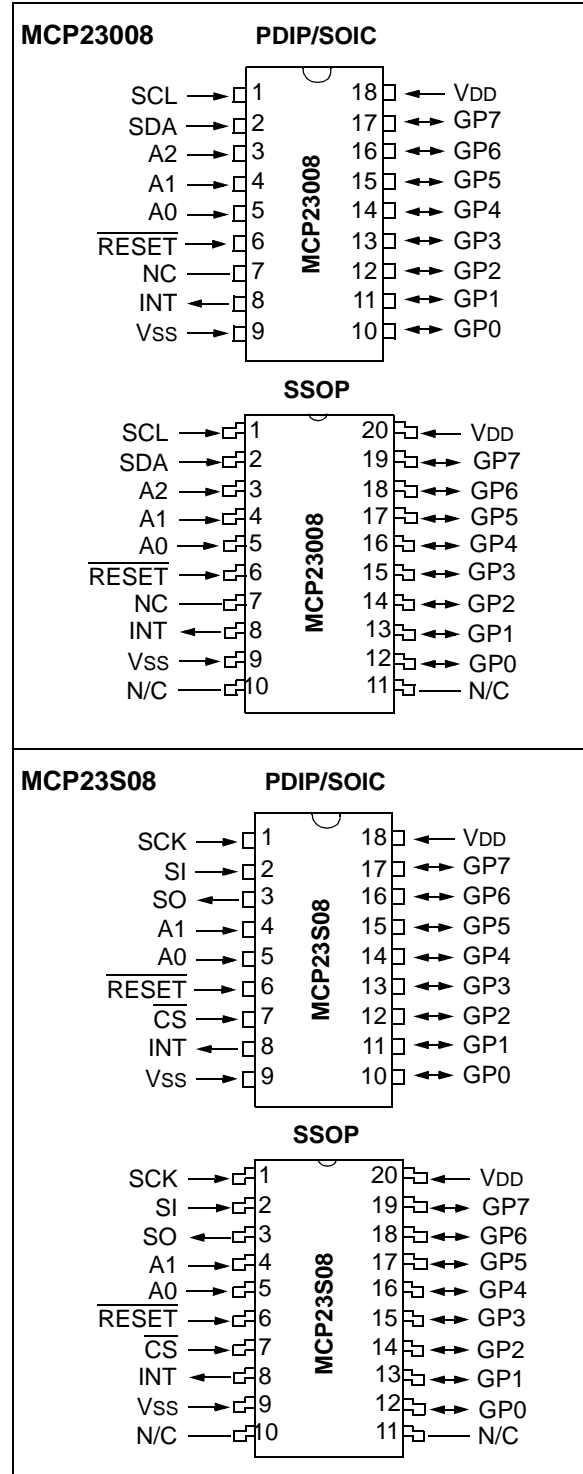 MCP23008 PDIP/SOIC
SCL 1 18 VDD
SDA 2 17 GP7
A2 3 16 GP6
A1 4 15 GP5
A0 5 14 GP4
RESET 6 13 GP3
NC 7 12 GP2
INT 8 11 GP1
Vss 9 10 GP0
MCP23008
SSOP
SCL 1 20 VDD
SDA 2 19 GP7
A2 3 18 GP6
A1 4 17 GP5
A0 5 16 GP4
RESET 6 15 GP3
NC 7 14 GP2
INT 8 13 GP1
Vss 9 12 GP0
N/C 10 11 N/C
MCP23008
MCP23S08 PDIP/SOIC
SCK 1 18 VDD
SI 2 17 GP7
SO 3 16 GP6
A1 4 15 GP5
A0 5 14 GP4
RESET 6 13 GP3
CS 7 12 GP2
INT 8 11 GP1
Vss 9 10 GP0
MCP23S08
SSOP
SCK 1 20 VDD
SI 2 19 GP7
SO 3 18 GP6
A1 4 17 GP5
A0 5 16 GP4
RESET 6 15 GP3
CS 7 14 GP2
INT 8 13 GP1
Vss 9 12 GP0
N/C 10 11 N/C
MCP23S08